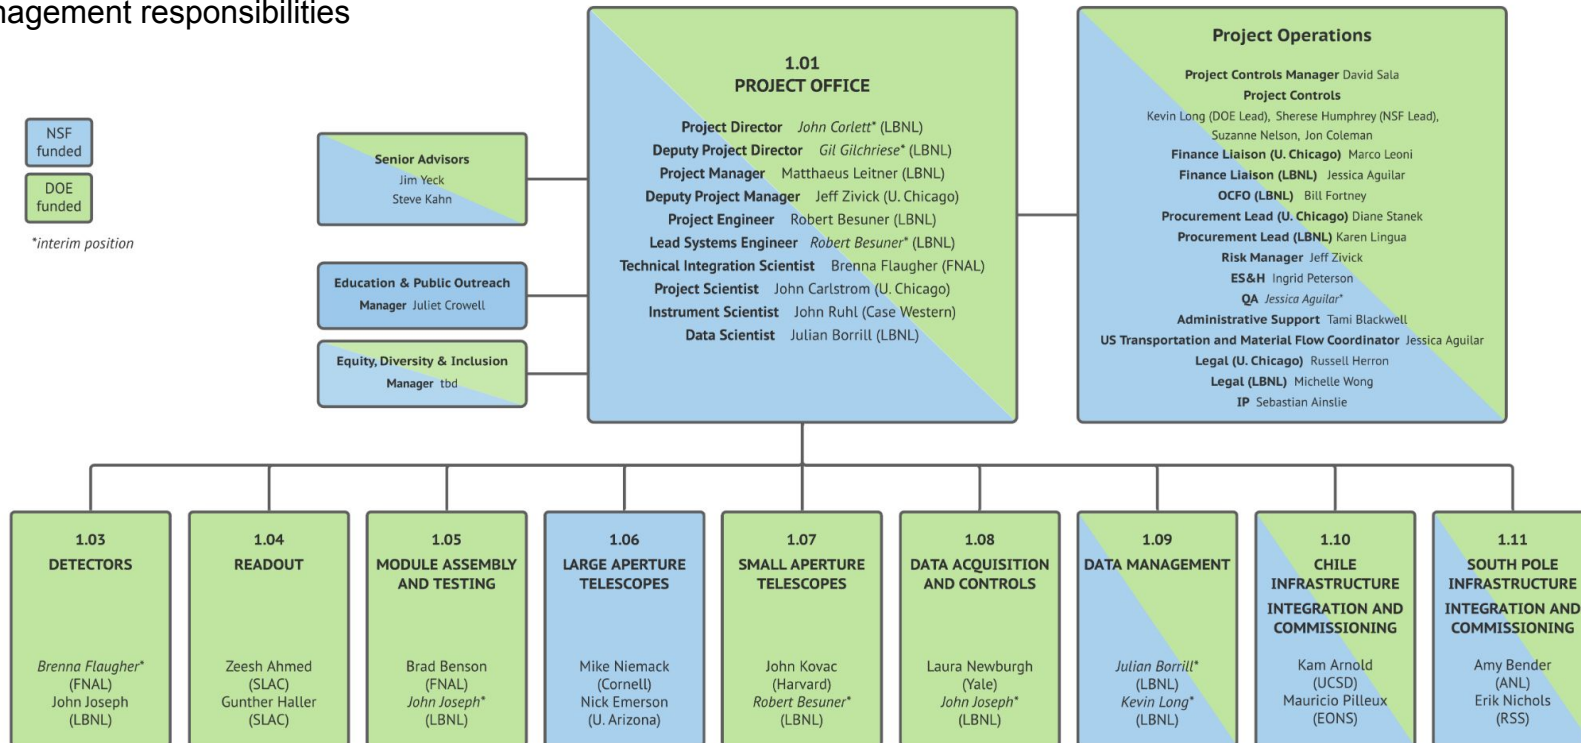 nagement responsibilities
NSF
funded
DOE
funded
*interim position
Senior Advisors
Jim Yeck
Steve Kahn
Education & Public Outreach
Manager Juliet Crowell
Equity, Diversity & Inclusion
Manager tbd
1.01
PROJECT OFFICE
Project Director John Corlett* (LBNL)
Deputy Project Director Gil Gilchriese* (LBNL)
Project Manager Matthaeus Leitner (LBNL)
Deputy Project Manager Jeff Zivick (U. Chicago)
Project Engineer Robert Besuner (LBNL)
Lead Systems Engineer Robert Besuner* (LBNL)
Technical Integration Scientist Brenna Flaugher (FNAL)
Project Scientist John Carlstrom (U. Chicago)
Instrument Scientist John Ruhl (Case Western)
Data Scientist Julian Borrill (LBNL)
Project Operations
Project Controls Manager David Sala
Project Controls
Kevin Long (DOE Lead), Sherese Humphrey (NSF Lead),
Suzanne Nelson, Jon Coleman
Finance Liaison (U. Chicago) Marco Leoni
Finance Liaison (LBNL) Jessica Aguilar
OCFO (LBNL) Bill Fortney
Procurement Lead (U. Chicago) Diane Stanek
Procurement Lead (LBNL) Karen Lingua
Risk Manager Jeff Zivick
ES&H Ingrid Peterson
QA Jessica Aguilar*
Administrative Support Tami Blackwell
US Transportation and Material Flow Coordinator Jessica Aguilar
Legal (U. Chicago) Russell Herron
Legal (LBNL) Michelle Wong
IP Sebastian Ainslie
1.03
DETECTORS
Brenna Flaugher*
(FNAL)
John Joseph
(LBNL)
1.04
READOUT
Zeesh Ahmed
(SLAC)
Gunther Haller
(SLAC)
1.05
MODULE ASSEMBLY
AND TESTING
Brad Benson
(FNAL)
John Joseph*
(LBNL)
1.06
LARGE APERTURE
TELESCOPES
Mike Niemack
(Cornell)
Nick Emerson
(U. Arizona)
1.07
SMALL APERTURE
TELESCOPES
John Kovac
(Harvard)
Robert Besuner*
(LBNL)
1.08
DATA ACQUISITION
AND CONTROLS
Laura Newburgh
(Yale)
John Joseph*
(LBNL)
1.09
DATA MANAGEMENT
Julian Borrill*
(LBNL)
Kevin Long*
(LBNL)
1.10
CHILE
INFRASTRUCTURE
INTEGRATION AND
COMMISSIONING
Kam Arnold
(UCSD)
Mauricio Pilleux
(EONS)
1.11
SOUTH POLE
INFRASTRUCTURE
INTEGRATION AND
COMMISSIONING
Amy Bender
(ANL)
Erik Nichols
(RSS)